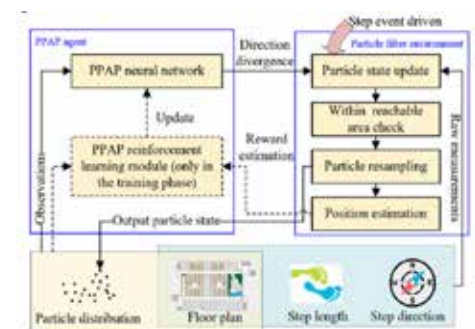 Step event driven
PPAP agent
Direction
divergence
Particle filter environment
PPAP neural network
Particle state update
Update
Within reachable
area check
PPAP reinforcement
learning module (only in
the training phase)
Reward
estimation
Particle resampling
Observations
Raw measurements
Output particle state
Position estimation
Particle distribution
Floor plan
Step length
Step direction